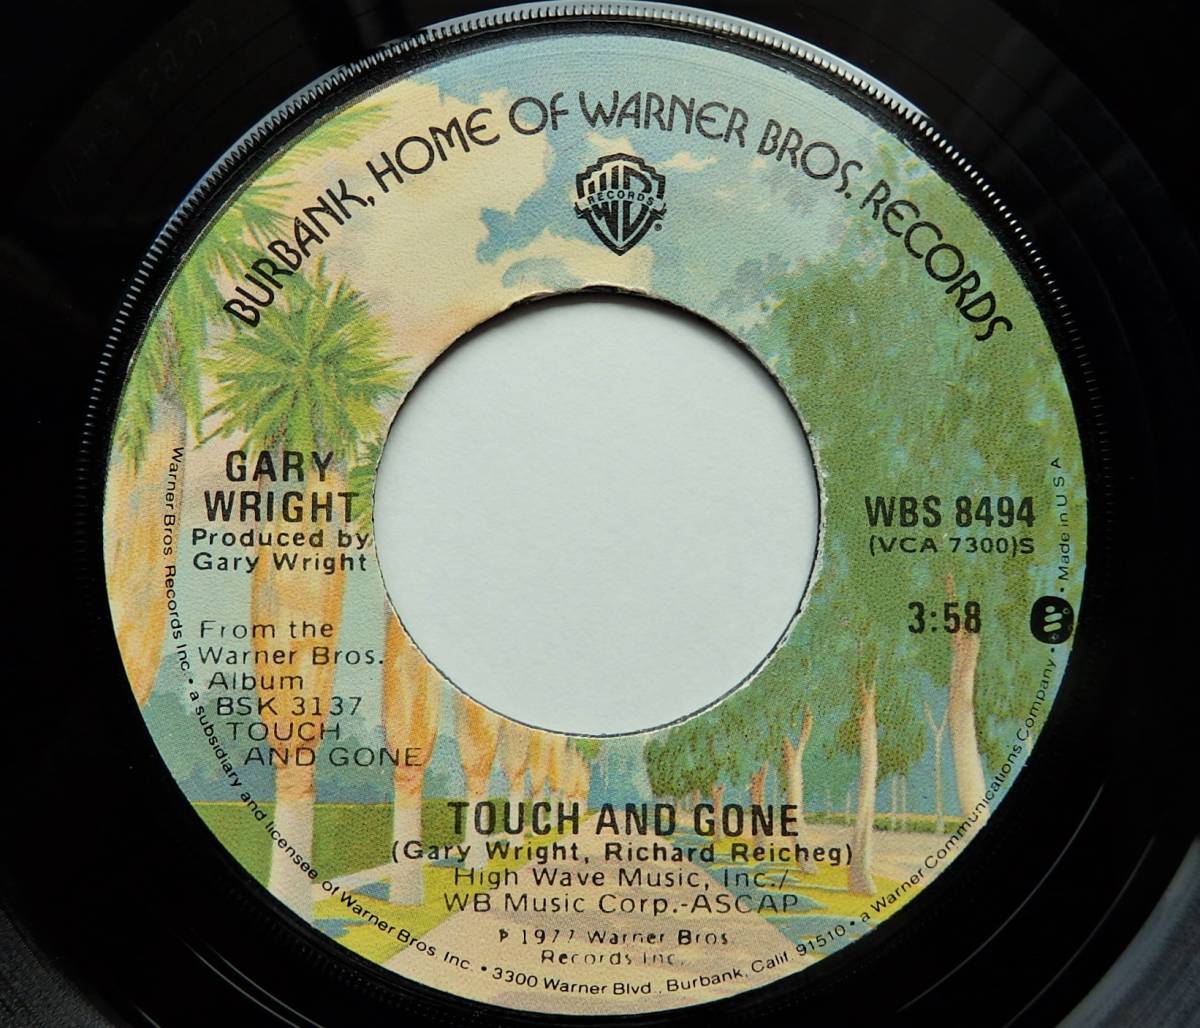 BURBANK, HOME OF WARNER BROS. RECORDS
W
RECORDS
®
GARY
WRIGHT
Produced by
Gary Wright
From the
Warner Bros.
Album
BSK 3137
TOUCH
AND GONE
WBS 8494
(VCA 7300)S
3:58
TOUCH AND GONE
(Gary Wright, Richard Reicheg)
High Wave Music, Inc./
WB Music Corp.-ASCAP
℗ 1977 Warner Bros.
Records Inc.
Warner Bros. Records Inc. • a subsidiary and licensee of Warner Bros. Inc. • 3300 Warner Blvd., Burbank, Calif. 91510 • a Warner Communications Company • Made in U S A